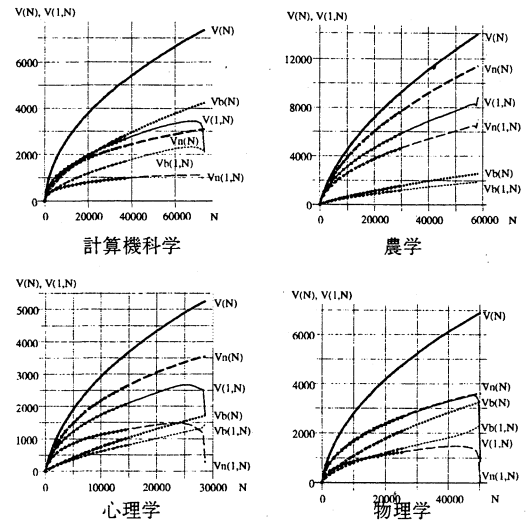 V(N), V(1,N)
V(N)
Vb(N)
V(1,N)
Vn(N)
Vb(1,N)
Vn(1,N)
6000
4000
2000
0
0 20000 40000 60000 N
計算機科学
V(N), V(1,N)
V(N)
Vn(N)
V(1,N)
Vn(1,N)
Vb(N)
Vb(1,N)
12000
8000
4000
0
0 20000 40000 60000
N
農学
V(N), V(1,N)
V(N)
Vn(N)
V(1,N)
Vb(N)
Vb(1,N)
Vn(1,N)
5000
4000
3000
2000
1000
0
0 10000 20000 30000
N
心理学
V(N), V(1,N)
V(N)
Vn(N)
Vb(N)
Vb(1,N)
V(1,N)
Vn(1,N)
6000
4000
2000
0
0 20000 40000 N
物理学